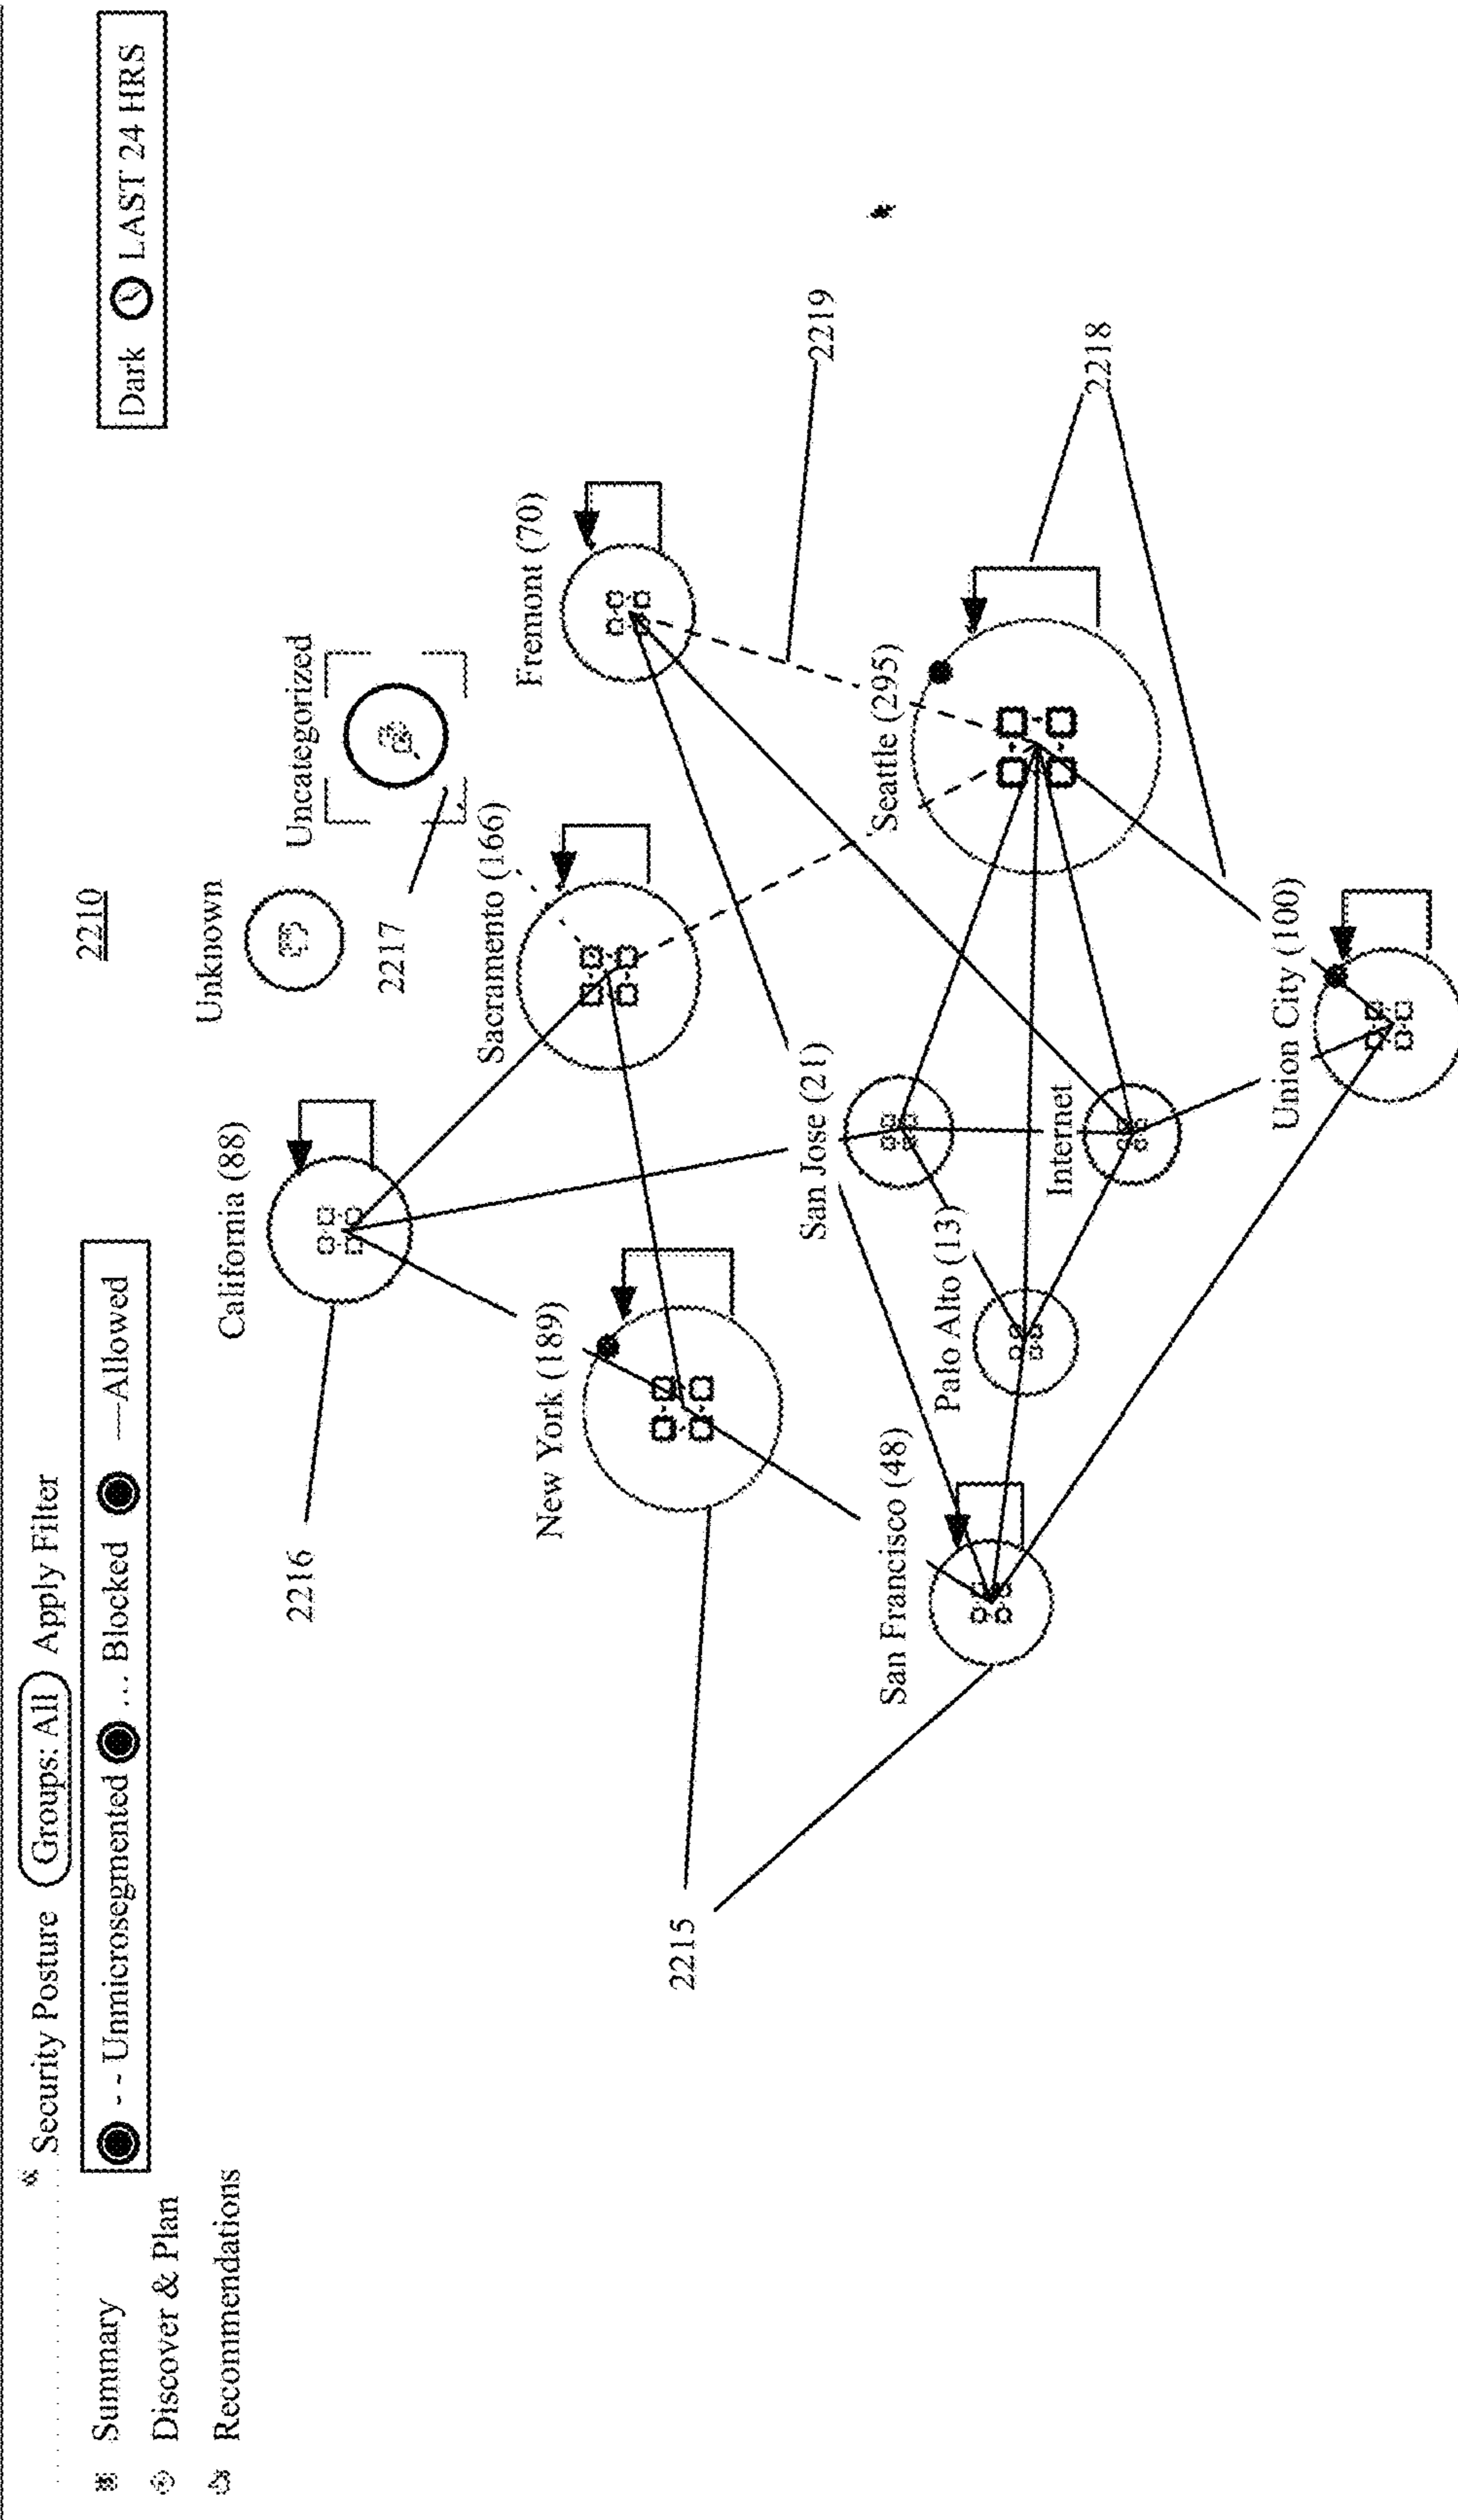 Security Posture Groups: All Apply Filter
Summary
Discover & Plan
Recommendations
- - Unmicrosegmented ... Blocked —Allowed
2210
Dark LAST 24 HRS
California (88)
Unknown
Uncategorized
2216
2217
Sacramento (166)
Fremont (70)
New York (189)
2219
2215
San Jose (21)
Seattle (295)
San Francisco (48)
Palo Alto (13)
Internet
2218
Union City (100)